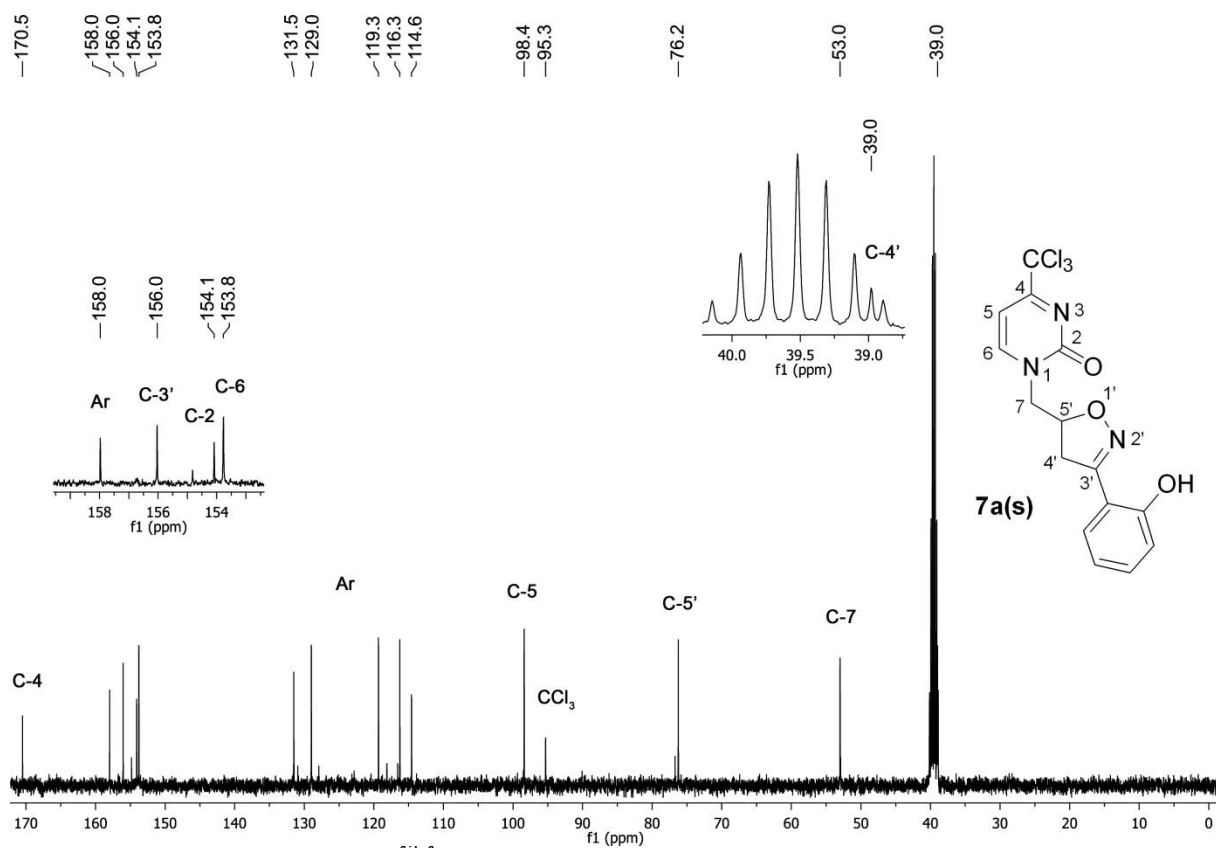 170.5 158.0 156.0 154.1 153.8 131.5 129.0 119.3 116.3 114.6 98.4 95.3 76.2 53.0 39.0
39.0
C-4'
40.0 39.5 39.0
f1 (ppm)
158.0 156.0 154.1 153.8
Ar C-3' C-2 C-6
158 156 154
f1 (ppm)
CCl3
4 5 N 3
6 2
N 1 O
7 5' O 1'
N 2'
4' 3'
OH
7a(s)
C-4 Ar C-5 CCl3 C-5' C-7
170 160 150 140 130 120 110 100 90 80 70 60 50 40 30 20 10 0
f1 (ppm)